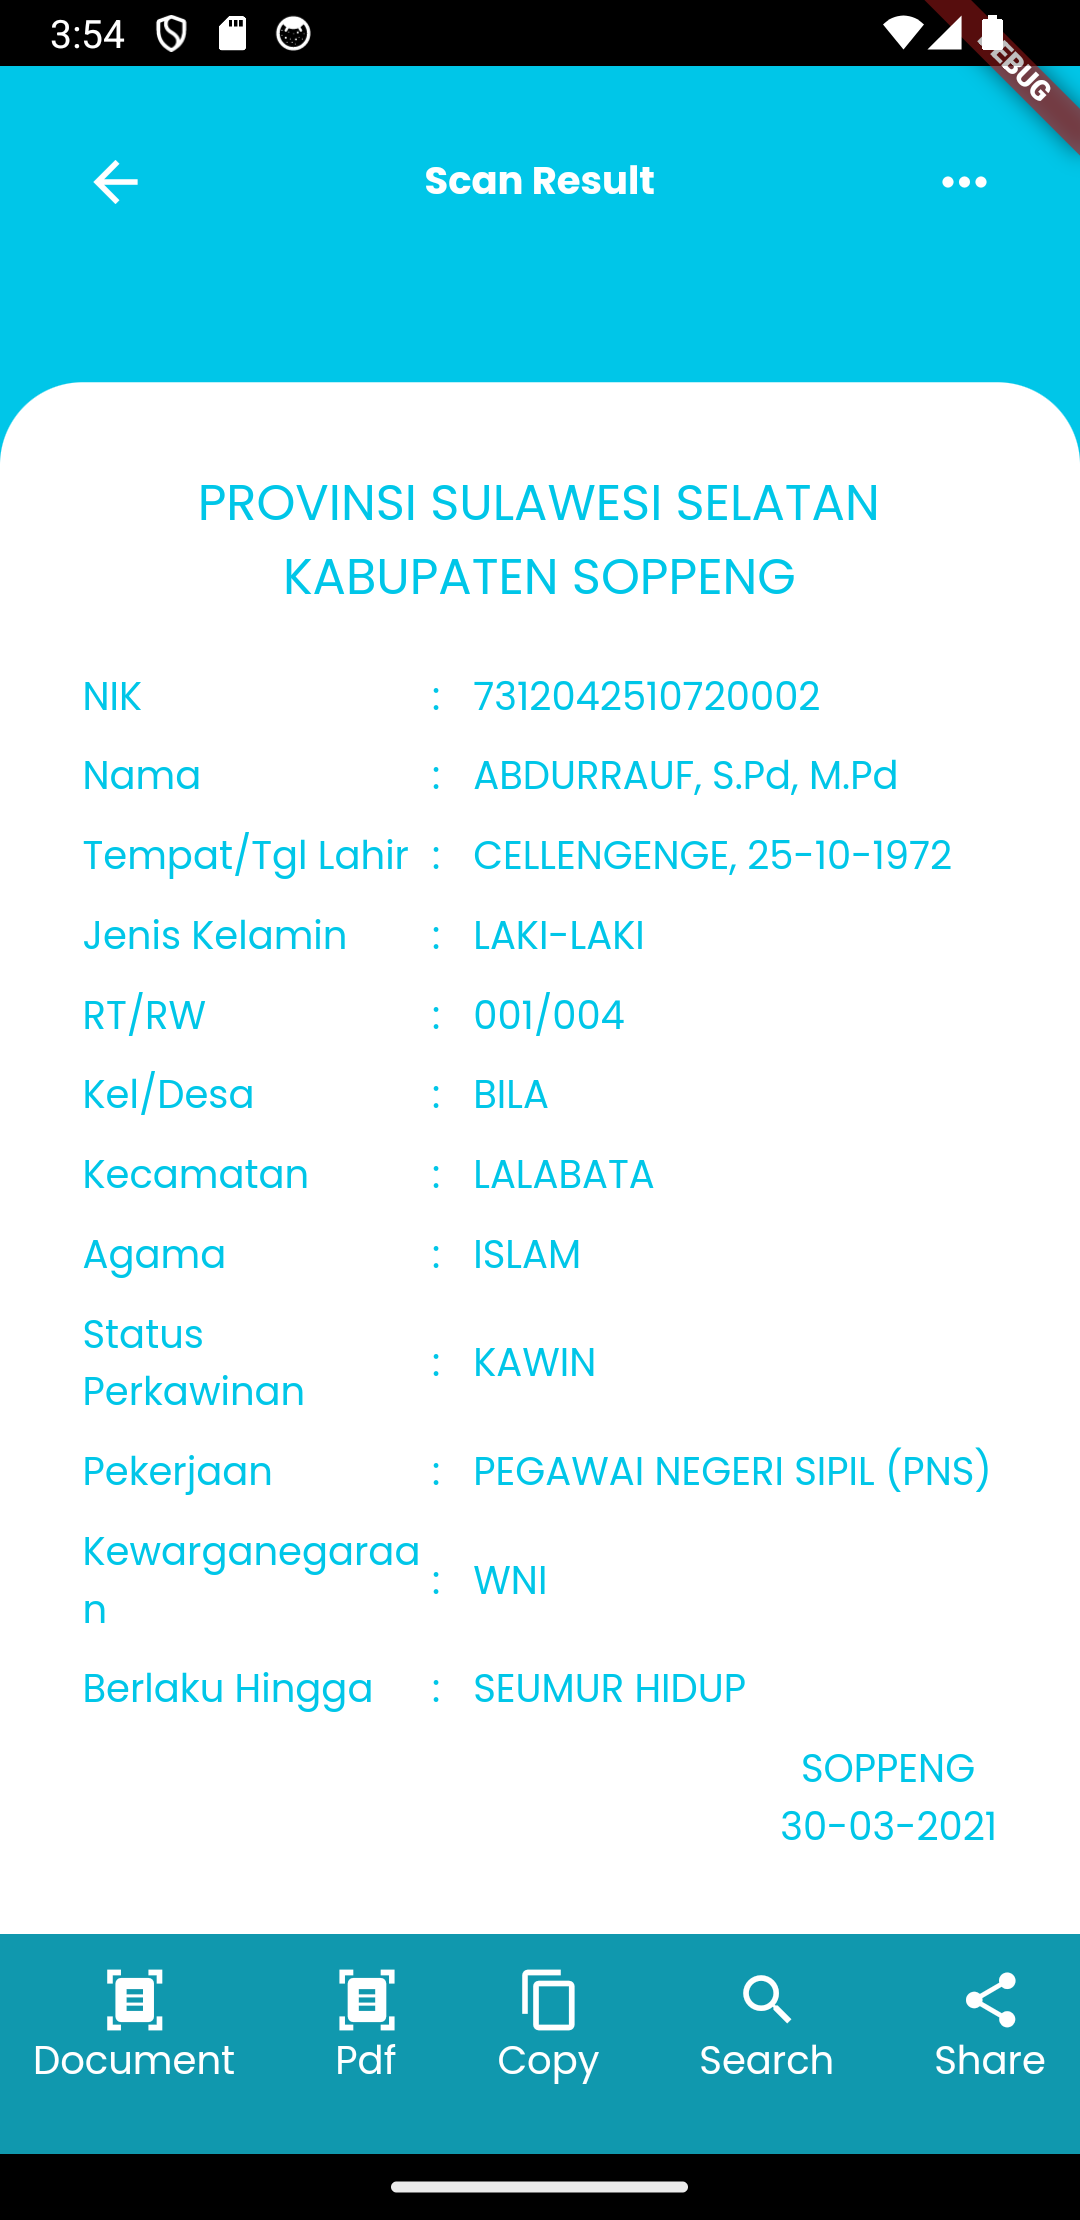 3:54
DEBUG
Scan Result
PROVINSI SULAWESI SELATAN
KABUPATEN SOPPENG
NIK : 7312042510720002
Nama : ABDURRAUF, S.Pd, M.Pd
Tempat/Tgl Lahir : CELLENGENGE, 25-10-1972
Jenis Kelamin : LAKI-LAKI
RT/RW : 001/004
Kel/Desa : BILA
Kecamatan : LALABATA
Agama : ISLAM
Status
Perkawinan : KAWIN
Pekerjaan : PEGAWAI NEGERI SIPIL (PNS)
Kewarganegaraa
n : WNI
Berlaku Hingga : SEUMUR HIDUP
SOPPENG
30-03-2021
Document Pdf Copy Search Share